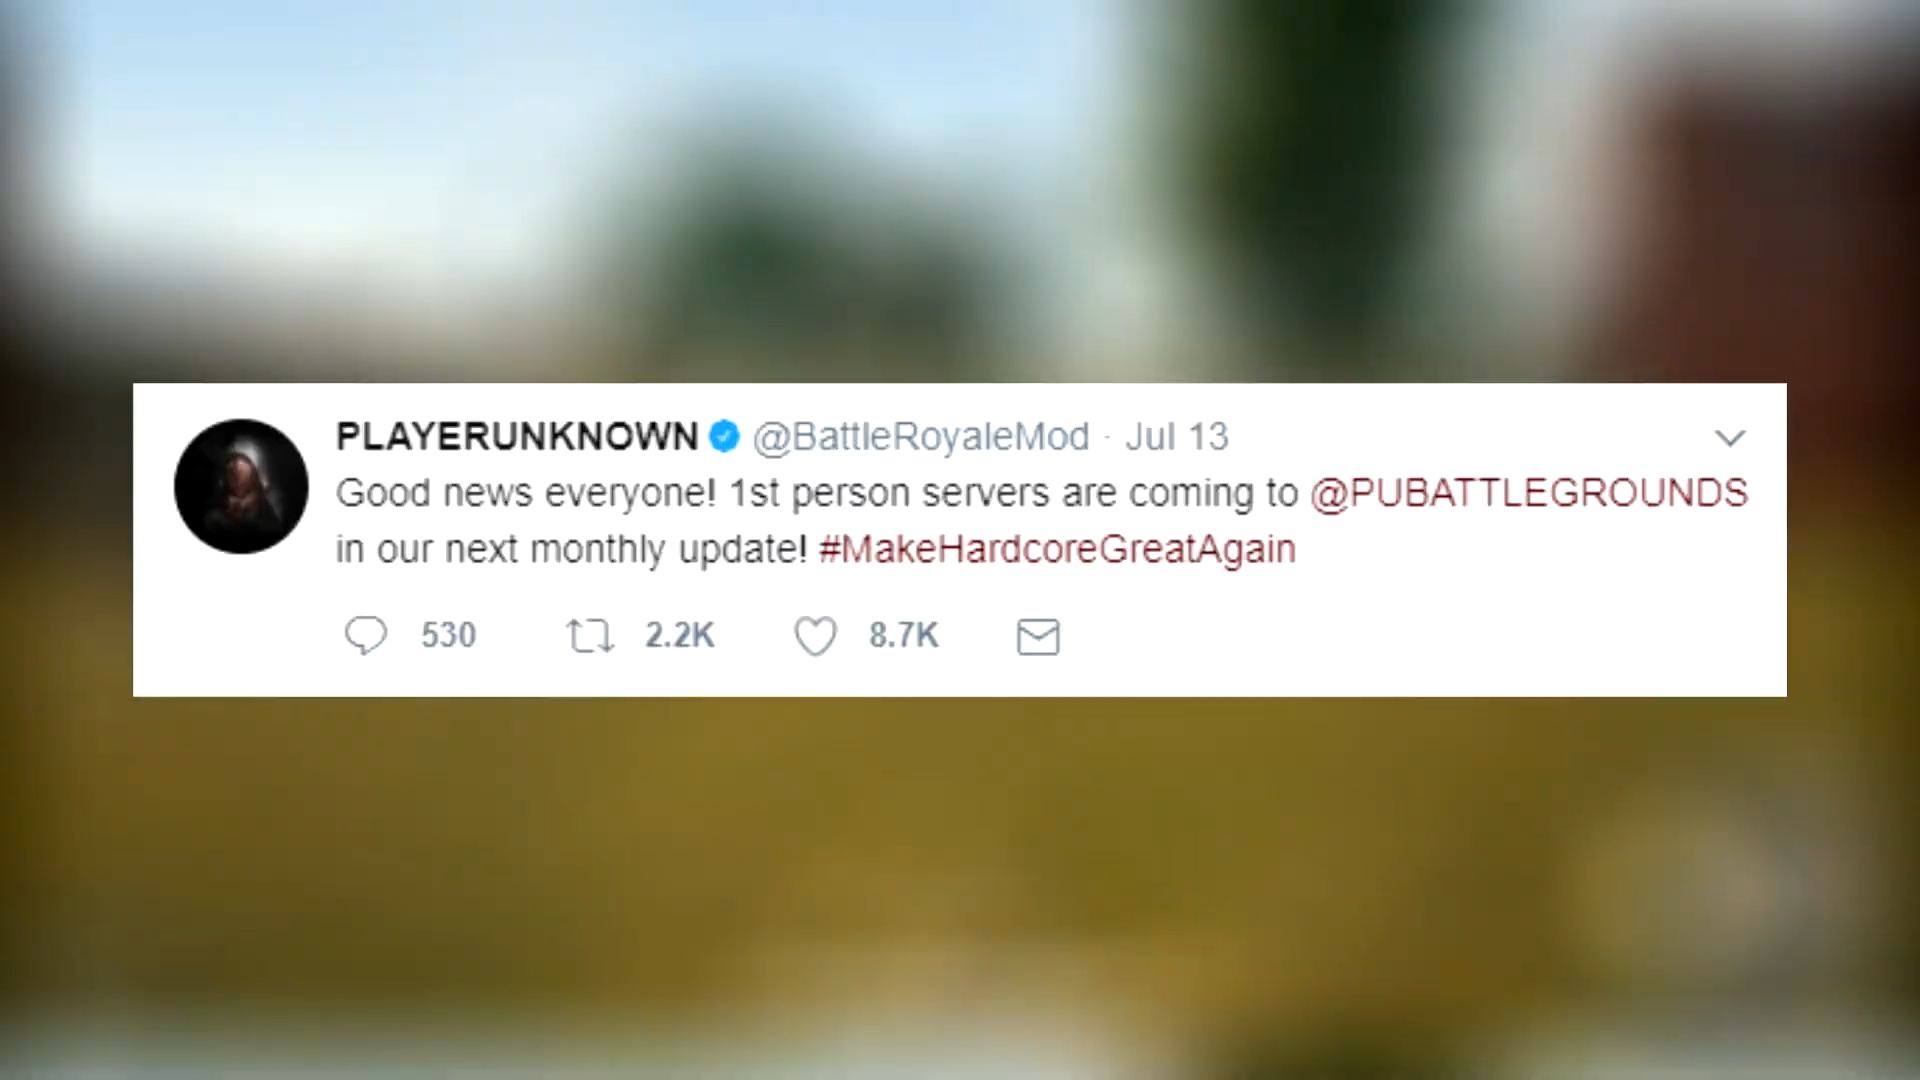 PLAYERUNKNOWN @BattleRoyaleMod · Jul 13
Good news everyone! 1st person servers are coming to @PUBATTLEGROUNDS
in our next monthly update! #MakeHardcoreGreatAgain
530 2.2K 8.7K